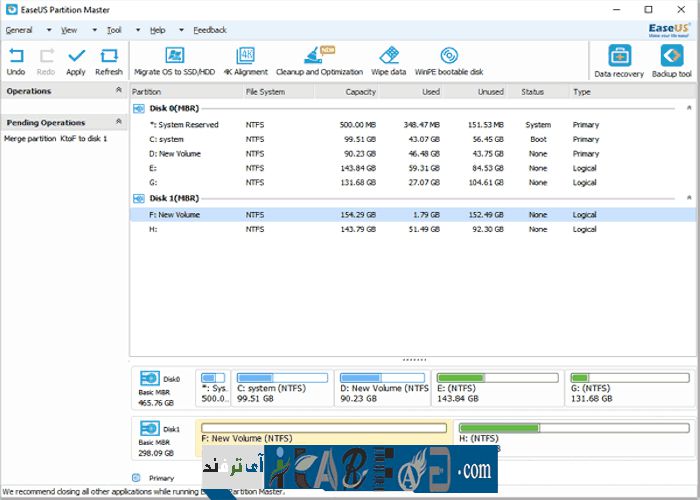 EaseUS Partition Master
General View Tool Help Feedback
EaseUS
Make your life easy!
Undo Redo Apply Refresh Migrate OS to SSD/HDD 4K Alignment Cleanup and Optimization Wipe data WinPE bootable disk Data recovery Backup tool
4K NEW
Operations
Pending Operations
Merge partition KtoF to disk 1
Partition File System Capacity Used Unused Status Type
Disk 0(MBR)
*: System Reserved NTFS 500.00 MB 348.47 MB 151.53 MB System Primary
C: system NTFS 99.51 GB 43.07 GB 56.45 GB Boot Primary
D: New Volume NTFS 90.23 GB 46.48 GB 43.75 GB None Primary
E: NTFS 143.84 GB 59.31 GB 84.53 GB None Logical
G: NTFS 131.68 GB 27.07 GB 104.61 GB None Logical
Disk 1(MBR)
F: New Volume NTFS 154.29 GB 1.79 GB 152.49 GB None Logical
H: NTFS 143.79 GB 51.49 GB 92.30 GB None Logical
Disk0
Basic MBR
465.76 GB
*: Sys..
500.0...
C: system (NTFS)
99.51 GB
D: New Volume (NTFS)
90.23 GB
E: (NTFS)
143.84 GB
G: (NTFS)
131.68 GB
Disk1
Basic MBR
298.09 GB
F: New Volume (NTFS)
H: (NTFS)
آی ترفند
.com
Primary
We recommend closing all other applications while running Partition Master.